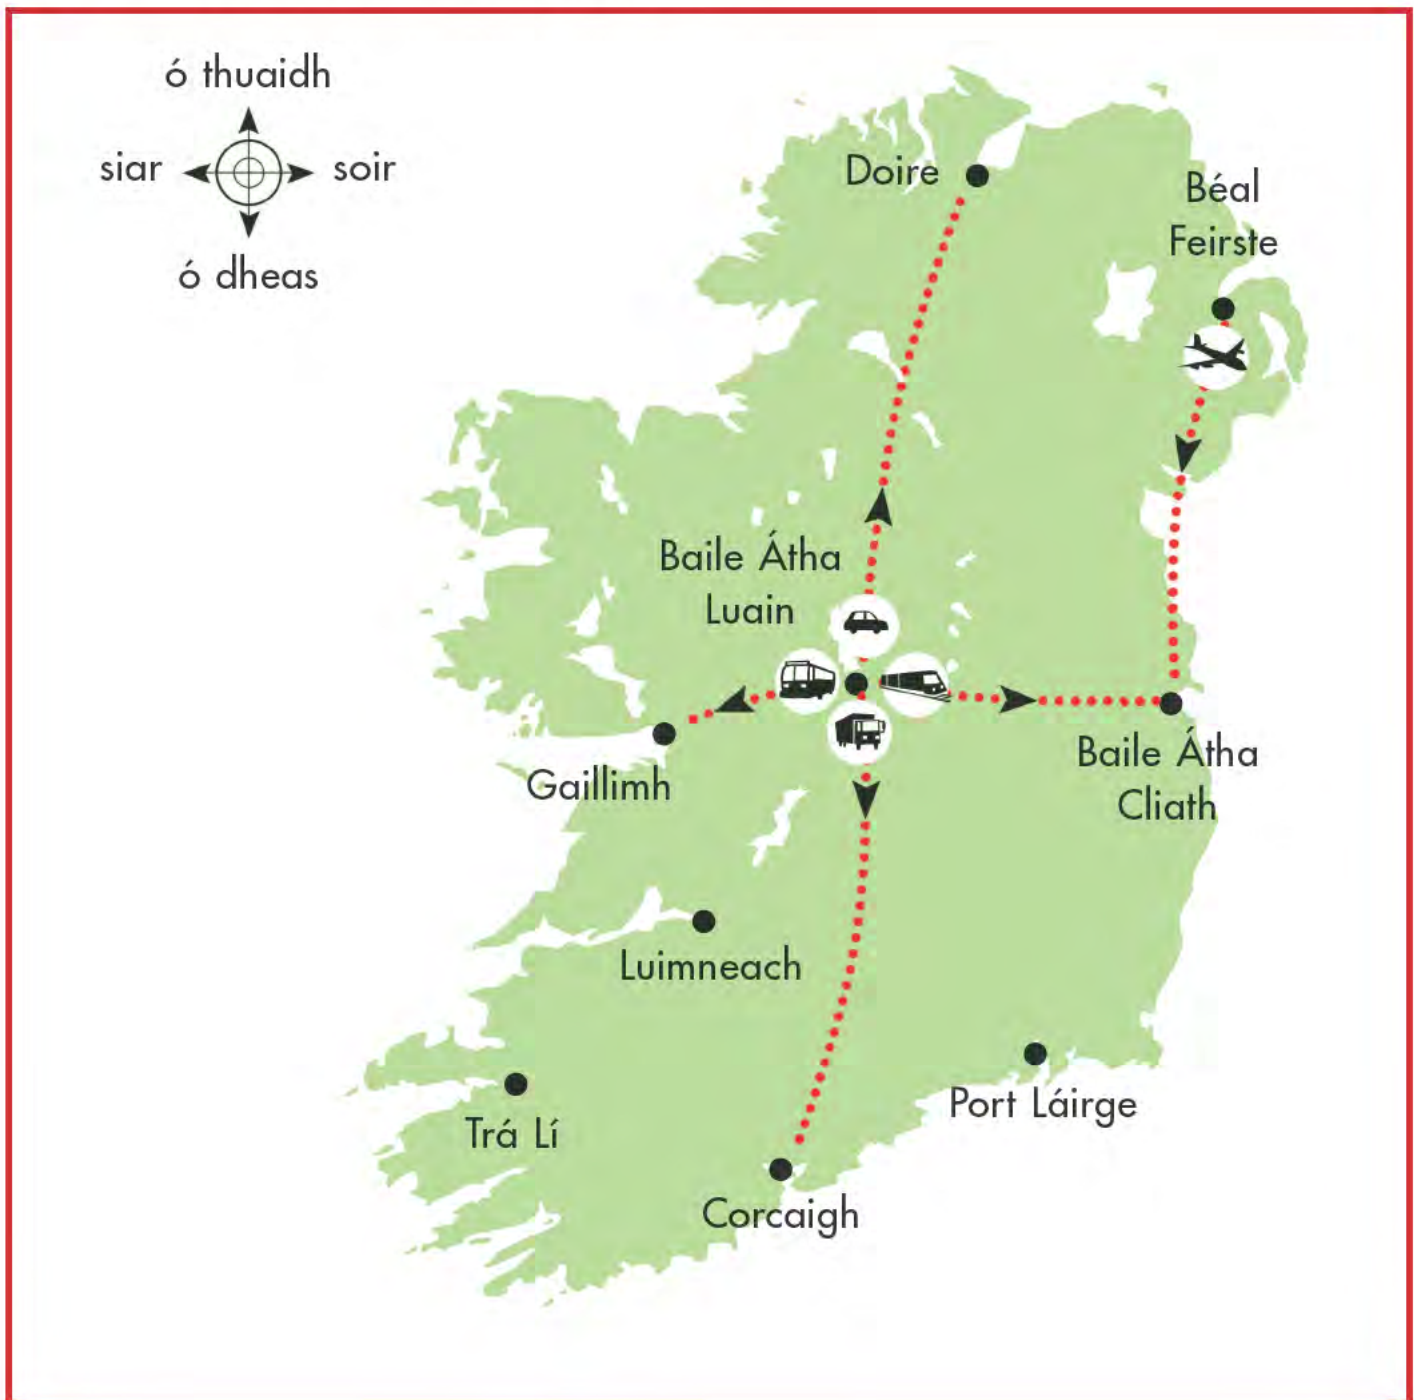 ó thuaidh
siar
soir
ó dheas
Doire
Béal
Feirste
Baile Átha
Luain
Gaillimh
Baile Átha
Cliath
Luimneach
Port Láirge
Trá Lí
Corcaigh